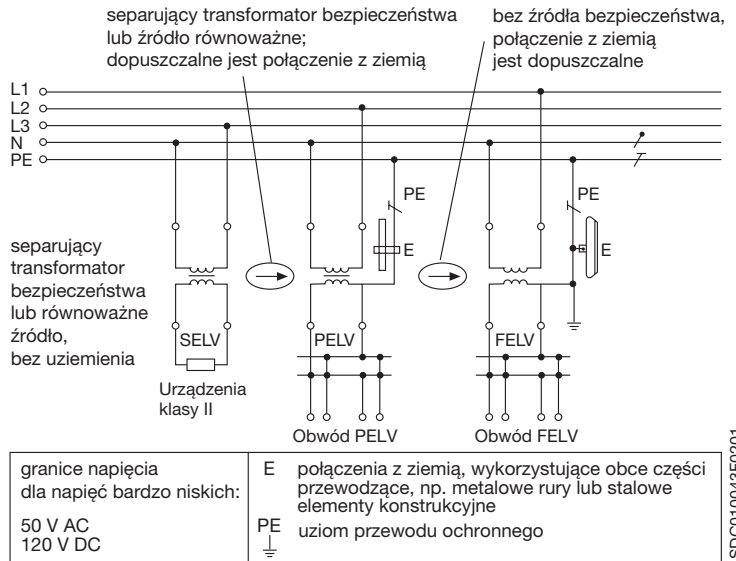 separujący transformator bezpieczeństwa
lub źródło równoważne;
dopuszczalne jest połączenie z ziemią
bez źródła bezpieczeństwa,
połączenie z ziemią
jest dopuszczalne
L1
L2
L3
N
PE
PE
E
PE
E
separujący
transformator
bezpieczeństwa
lub równoważne
źródło,
bez uziemienia
SELV
PELV
FELV
Urządzenia
klasy II
Obwód PELV
Obwód FELV
granice napięcia
dla napięć bardzo niskich:
50 V AC
120 V DC
E połączenia z ziemią, wykorzystujące obce części
przewodzące, np. metalowe rury lub stalowe
elementy konstrukcyjne
PE uziom przewodu ochronnego
SDC010043F0201